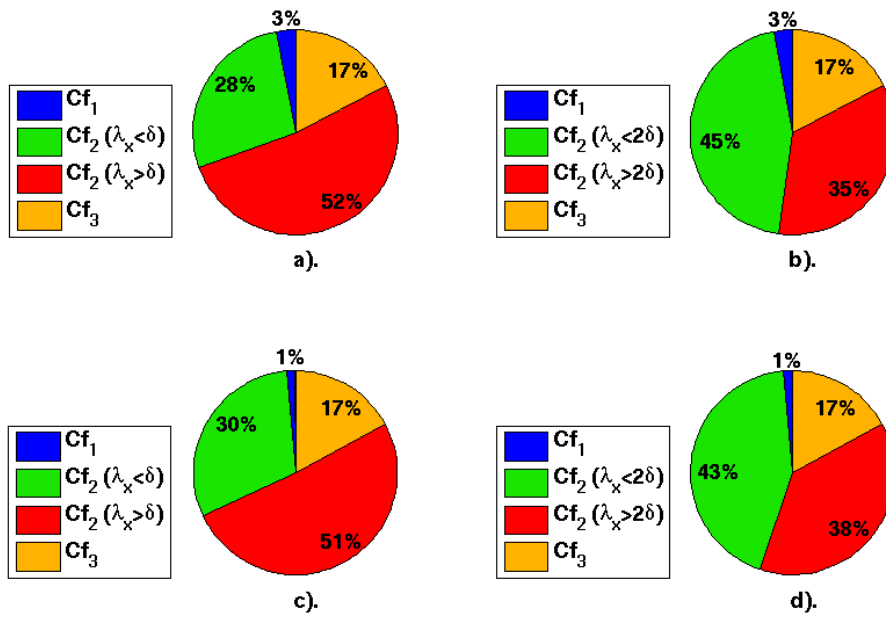 3%
17%
28%
52%
Cf₁
Cf₂ (λₓ<δ)
Cf₂ (λₓ>δ)
Cf₃
a).
3%
17%
45%
35%
Cf₁
Cf₂ (λₓ<2δ)
Cf₂ (λₓ>2δ)
Cf₃
b).
1%
17%
30%
51%
Cf₁
Cf₂ (λₓ<δ)
Cf₂ (λₓ>δ)
Cf₃
c).
1%
17%
43%
38%
Cf₁
Cf₂ (λₓ<2δ)
Cf₂ (λₓ>2δ)
Cf₃
d).